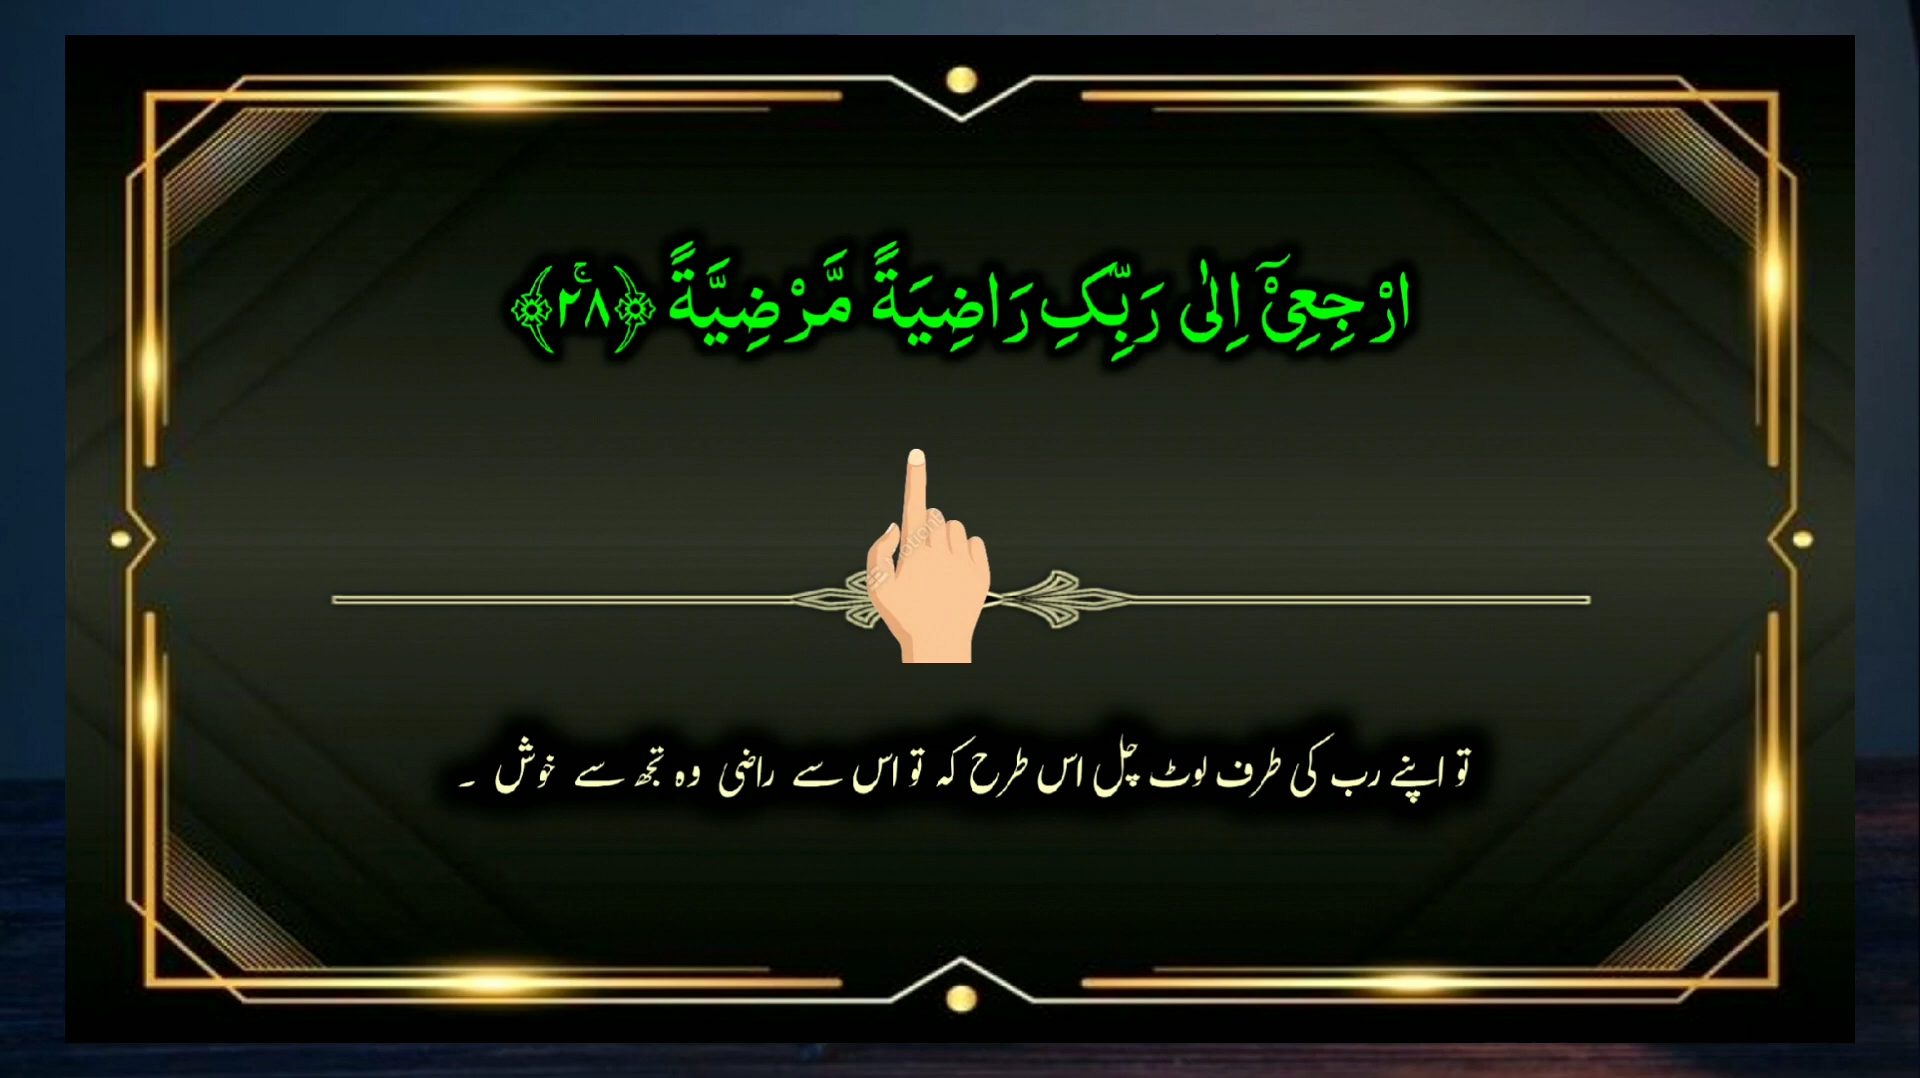 ارْجِعِیْۤ اِلٰی رَبِّکِ رَاضِیَةً مَّرْضِیَّةً ﴿ۚ۲۸﴾
تو اپنے رب کی طرف لوٹ چل اس طرح کہ تو اس سے راضی وہ تجھ سے خوش ۔